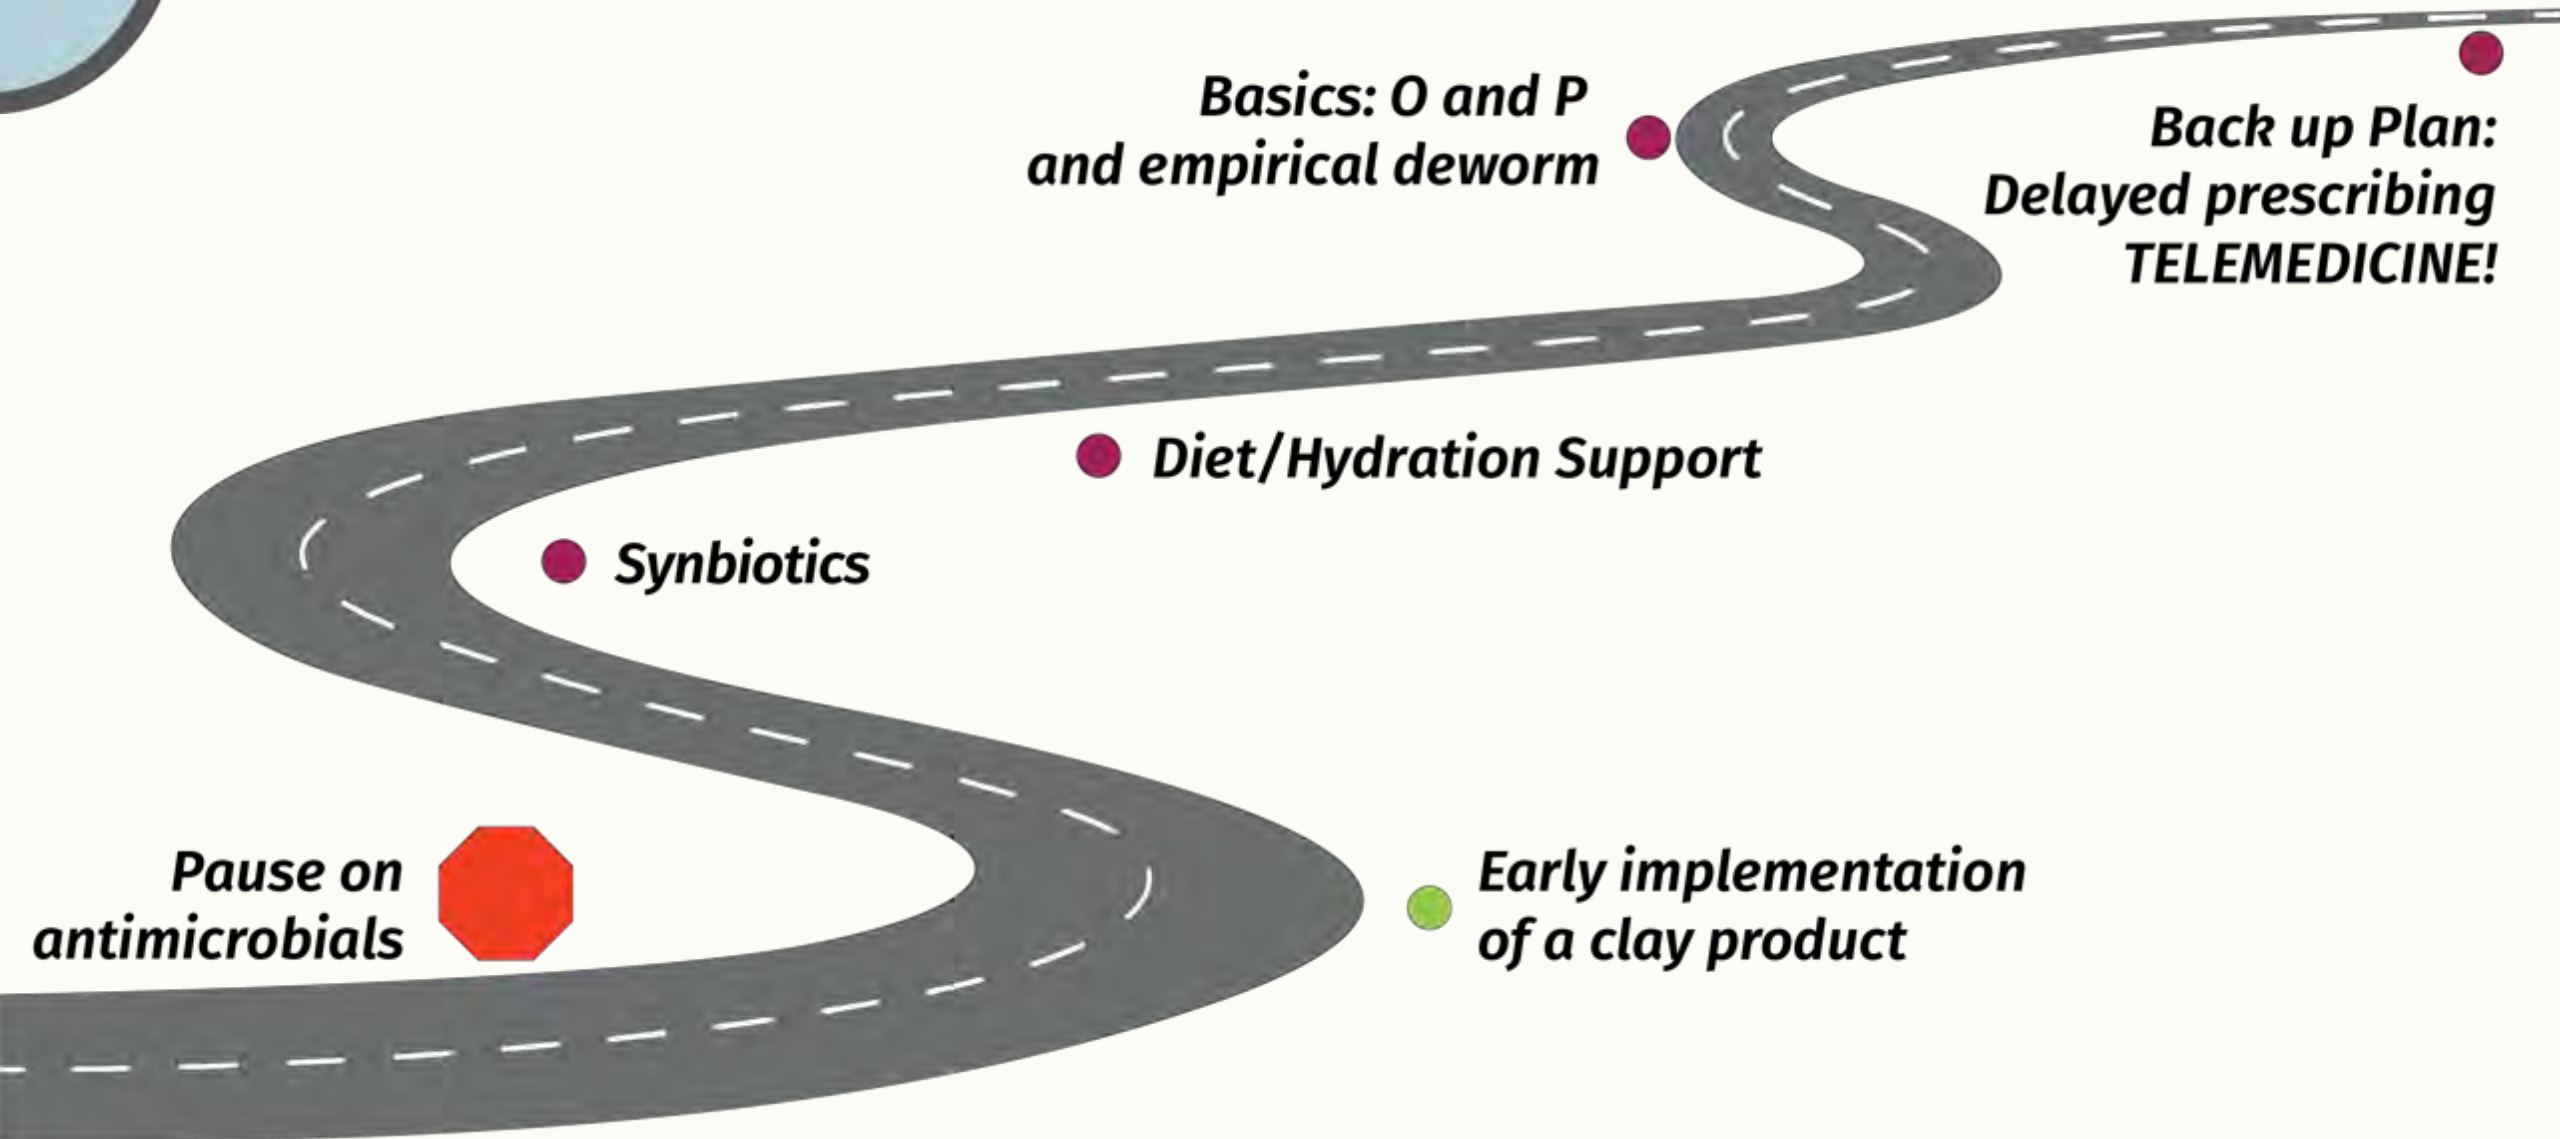 Basics: O and P
and empirical deworm
Back up Plan:
Delayed prescribing
TELEMEDICINE!
Diet/Hydration Support
Synbiotics
Pause on
antimicrobials
Early implementation
of a clay product